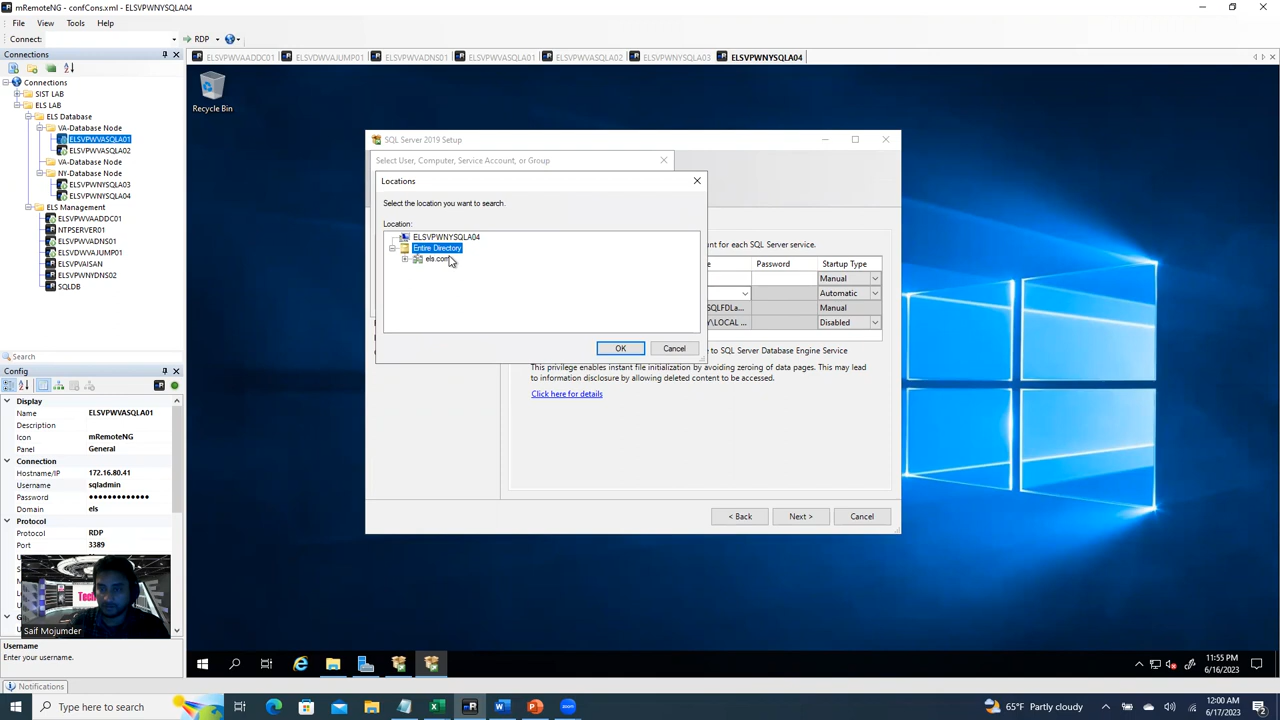 mRemoteNG - confCons.xml - ELSVPWNYSQLA04
File View Tools Help
Connect: RDP
Connections
ELSVPWVAADDC01 ELSVDWVAJUMP01 ELSVPWVADNS01 ELSVPWVASQLA01 ELSVPWVASQLA02 ELSVPWNYSQLA03 ELSVPWNYSQLA04
Connections
SIST LAB
ELS LAB
ELS Database
VA-Database Node
ELSVPWVASQLA01
ELSVPWVASQLA02
VA-Database Node
NY-Database Node
ELSVPWNYSQLA03
ELSVPWNYSQLA04
ELS Management
ELSVPWVAADDC01
NTPSERVER01
ELSVPWVADNS01
ELSVDWVAJUMP01
ELSVPVAISAN
ELSVPWNYDNS02
SQLDB
Search
Config
Display
Name ELSVPWVASQLA01
Description
Icon mRemoteNG
Panel General
Connection
Hostname/IP 172.16.80.41
Username sqladmin
Password ●●●●●●●●●●●●●
Domain els
Protocol
Protocol RDP
Port 3389
Tech
Saif Mojumder
Username
Enter your username.
Notifications
Recycle Bin
SQL Server 2019 Setup
Select User, Computer, Service Account, or Group
Locations
Select the location you want to search.
Location:
ELSVPWNYSQLA04
Entire Directory
els.com
OK Cancel
ount for each SQL Server service.
e Password Startup Type
Manual
Automatic
SQLFDLa... Manual
Y\LOCAL ... Disabled
e to SQL Server Database Engine Service
This privilege enables instant file initialization by avoiding zeroing of data pages. This may lead
to information disclosure by allowing deleted content to be accessed.
Click here for details
< Back Next > Cancel
11:55 PM
6/16/2023
Type here to search
65°F Partly cloudy
12:00 AM
6/17/2023